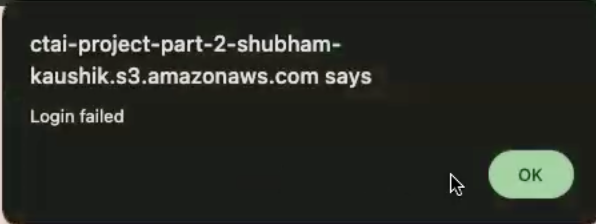 ctai-project-part-2-shubham-
kaushik.s3.amazonaws.com says
Login failed
OK